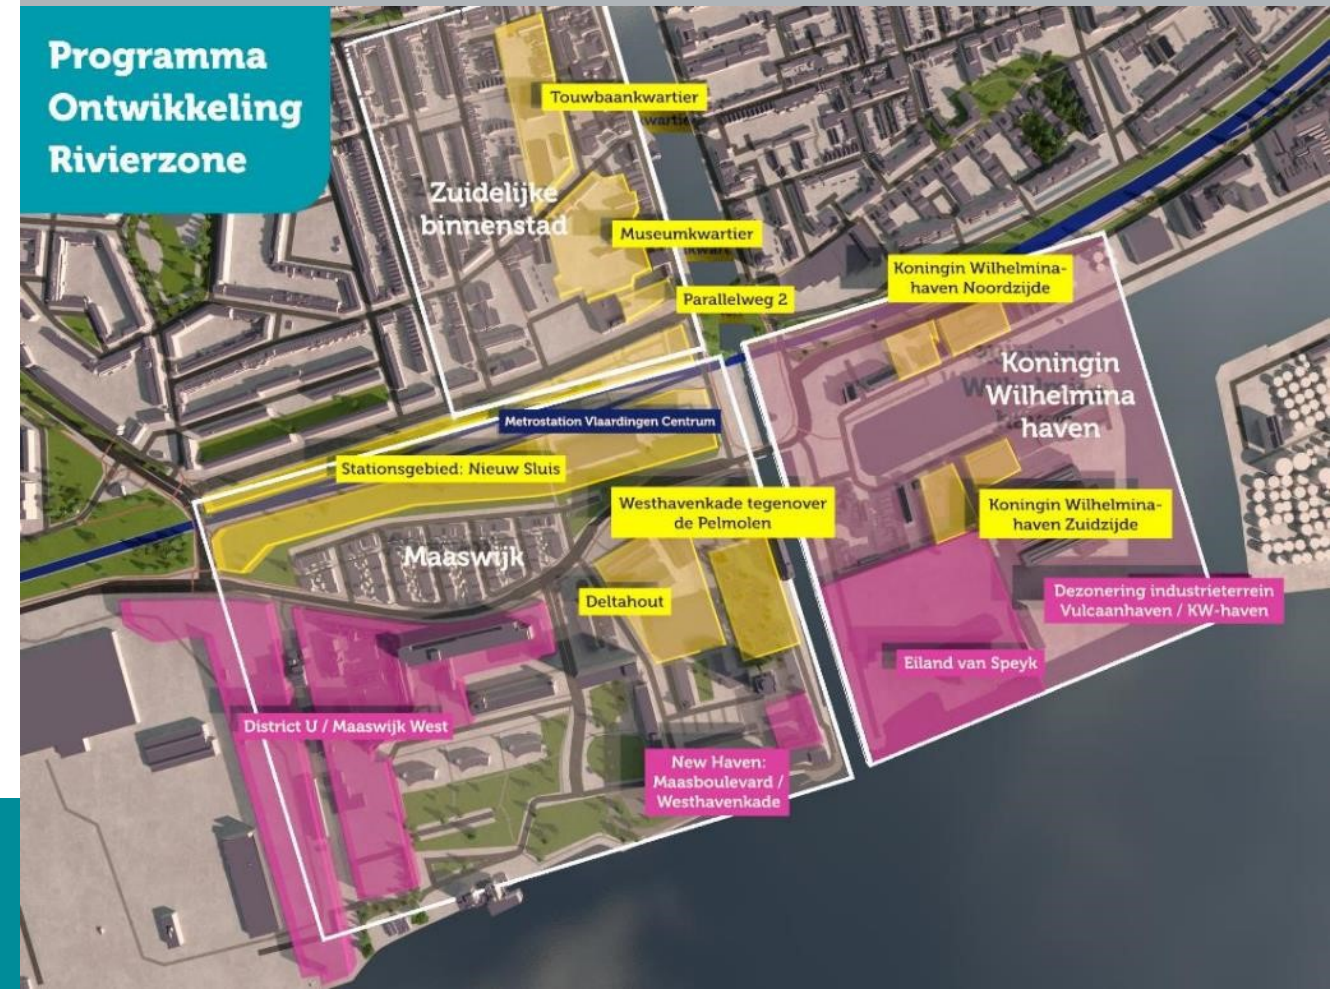 Programma
Ontwikkeling
Rivierzone
Touwbaankwartier
Zuidelijke
binnenstad
Museumkwartier
Koningin Wilhelmina-
haven Noordzijde
Parallelweg 2
Koningin
Wilhelmina
haven
Metrostation Vlaardingen Centrum
Stationsgebied: Nieuw Sluis
Westhavenkade tegenover
de Pelmolen
Koningin Wilhelmina-
haven Zuidzijde
Maaswijk
Deltahout
Dezonering industrieterrein
Vulcaanhaven / KW-haven
Eiland van Speyk
District U / Maaswijk West
New Haven:
Maasboulevard /
Westhavenkade